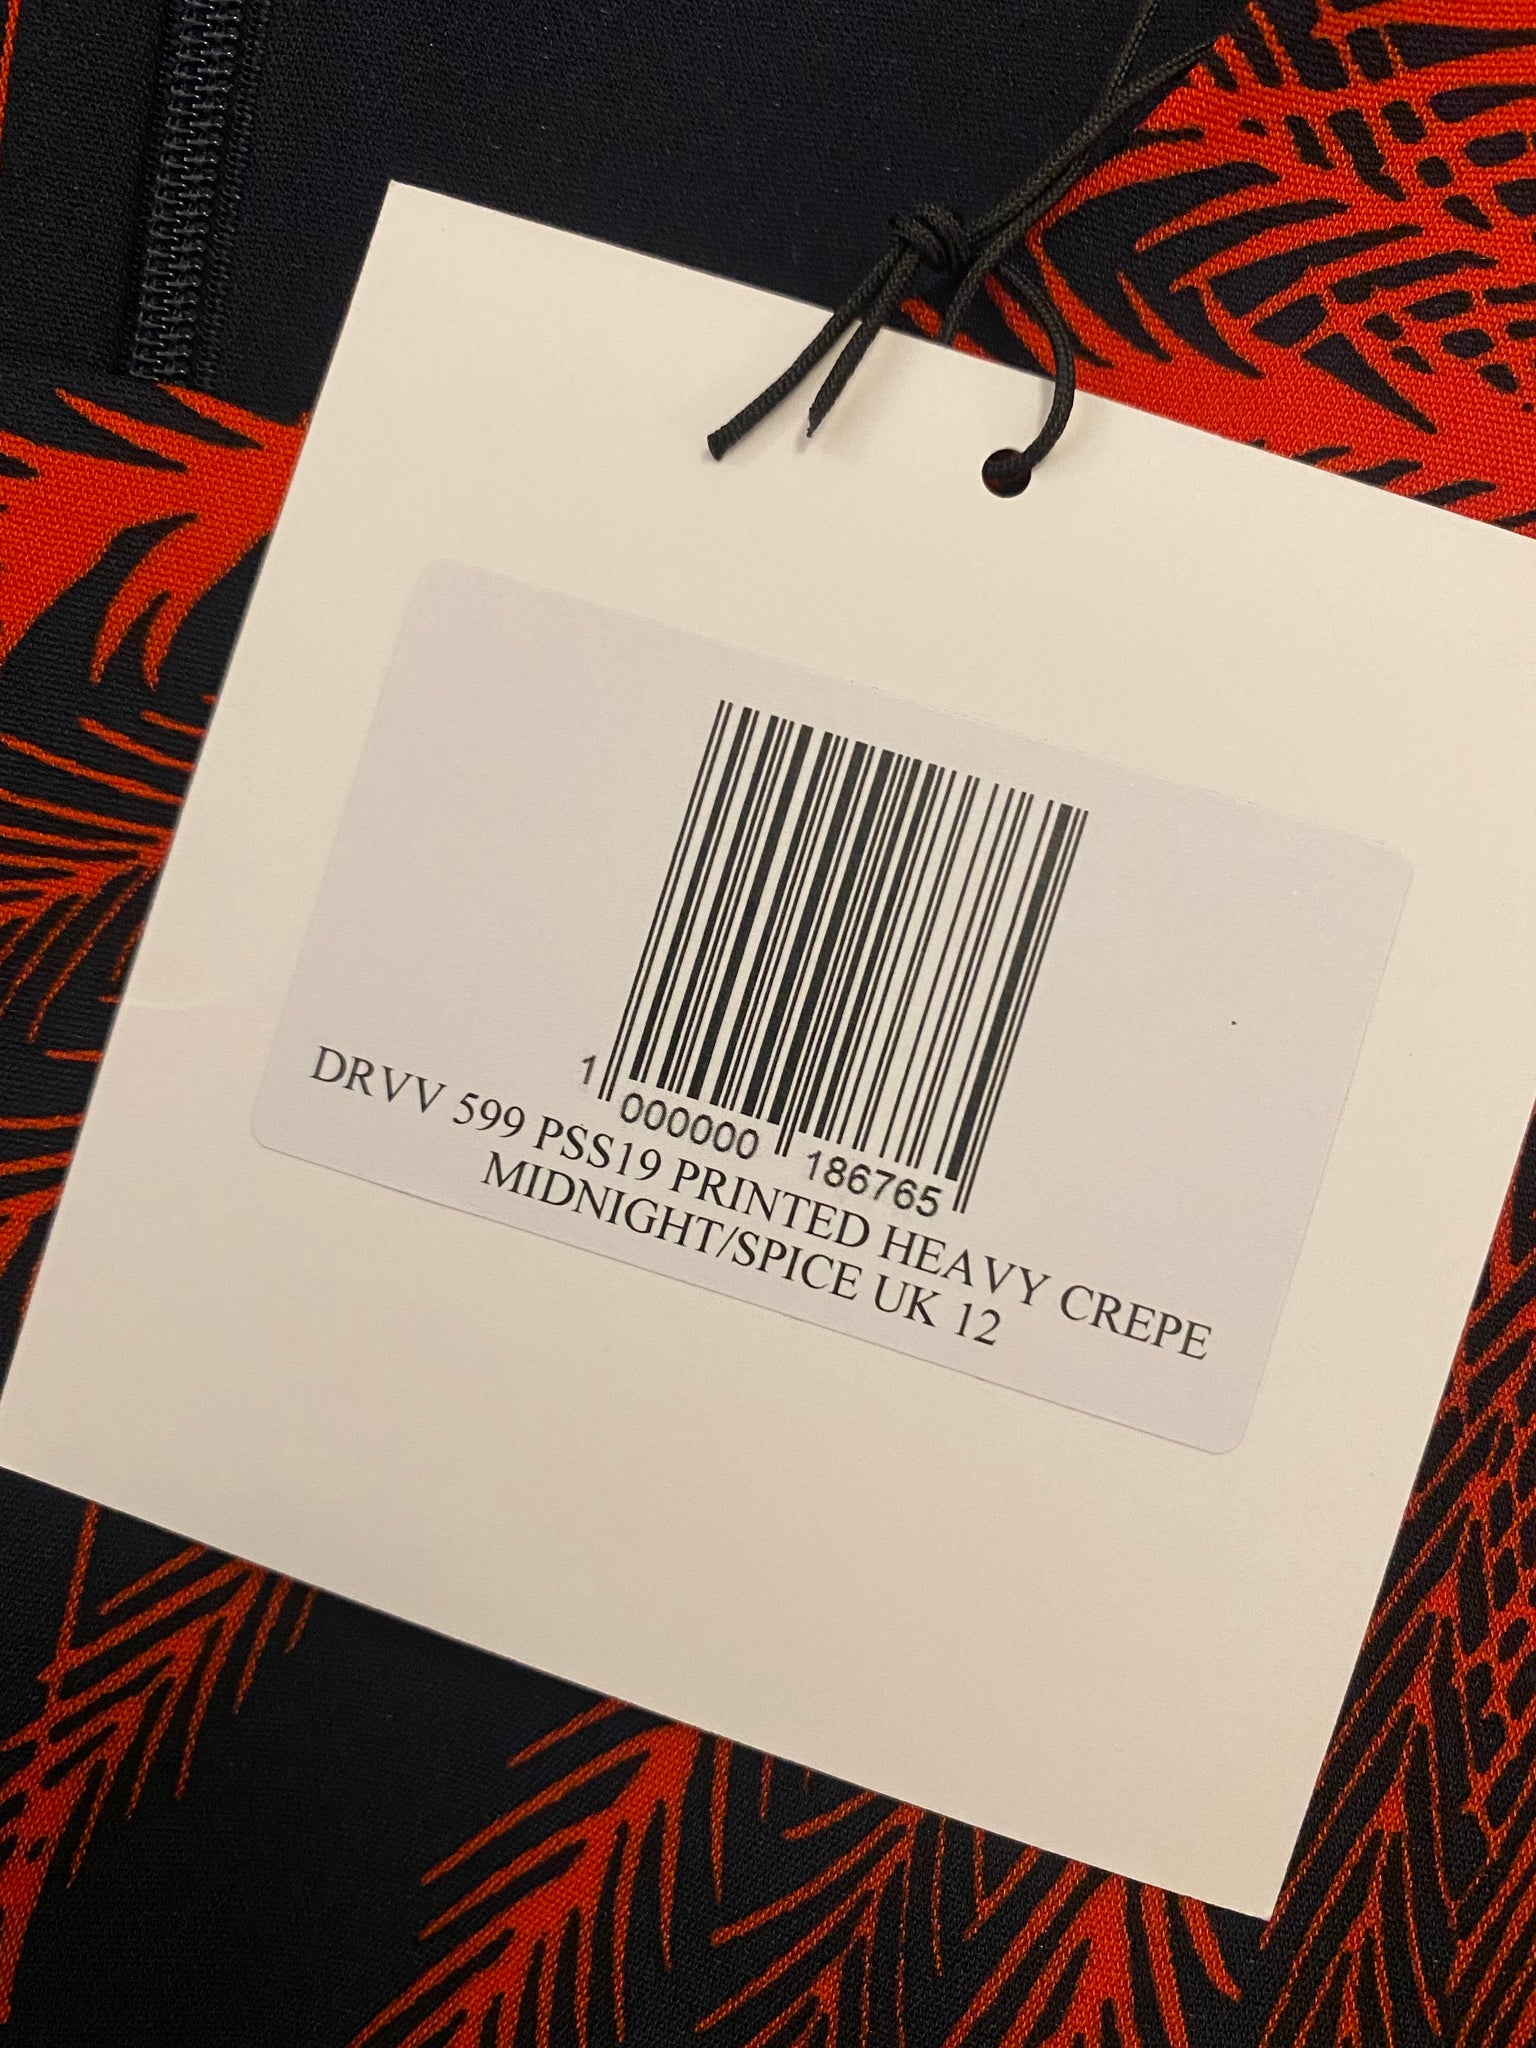 1 000000 186765
DRVV 599 PSS19 PRINTED HEAVY CREPE
MIDNIGHT/SPICE UK 12